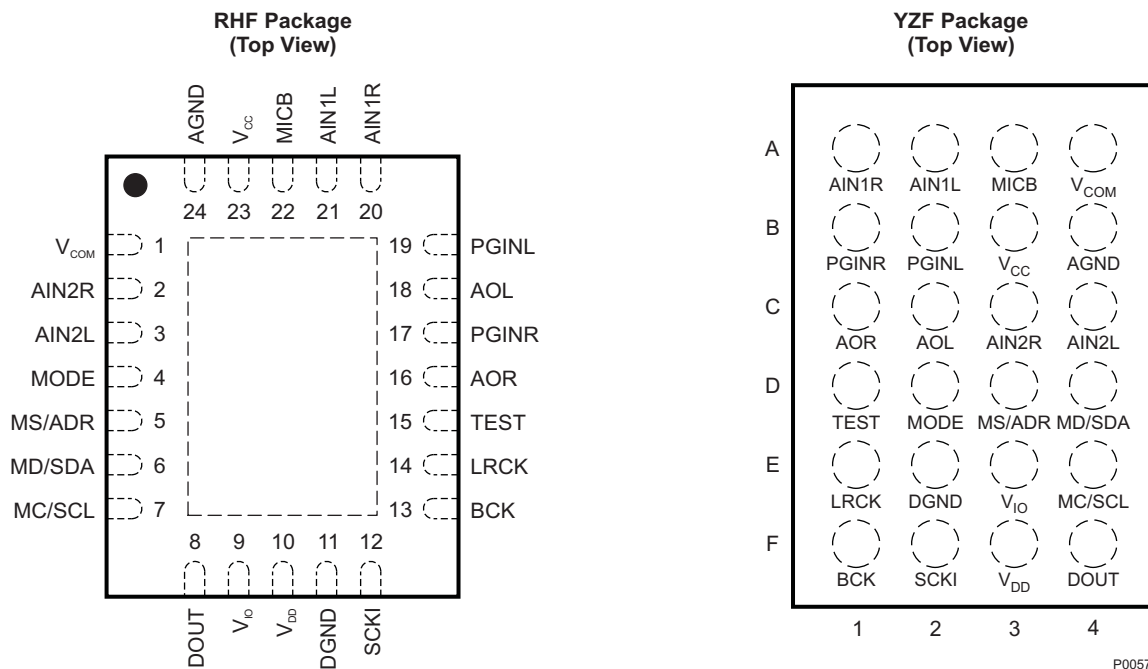 RHF Package
(Top View)
AGND
VCC
MICB
AIN1L
AIN1R
24 23 22 21 20
VCOM 1
AIN2R 2
AIN2L 3
MODE 4
MS/ADR 5
MD/SDA 6
MC/SCL 7
19 PGINL
18 AOL
17 PGINR
16 AOR
15 TEST
14 LRCK
13 BCK
8 9 10 11 12
DOUT
VIO
VDD
DGND
SCKI
YZF Package
(Top View)
A
AIN1R AIN1L MICB VCOM
B
PGINR PGINL VCC AGND
C
AOR AOL AIN2R AIN2L
D
TEST MODE MS/ADR MD/SDA
E
LRCK DGND VIO MC/SCL
F
BCK SCKI VDD DOUT
1 2 3 4
P0057